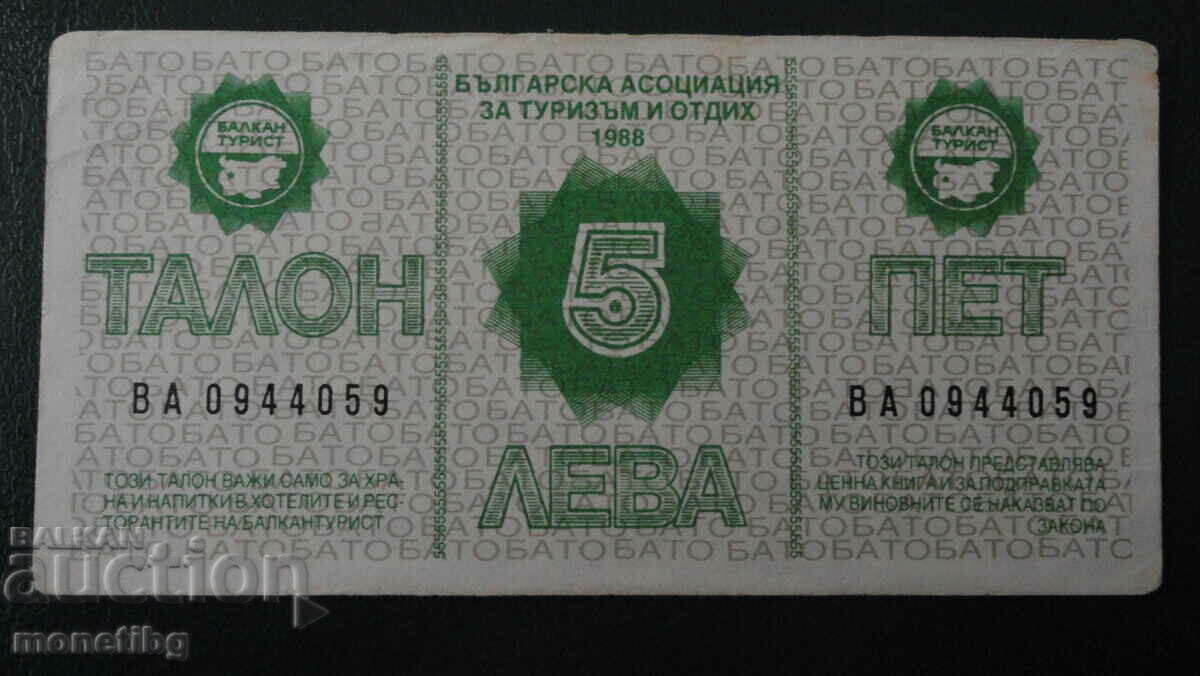 БЪЛГАРСКА АСОЦИАЦИЯ
ЗА ТУРИЗЪМ И ОТДИХ
1988
БАЛКАН
ТУРИСТ
БАЛКАН
ТУРИСТ
ТАЛОН
5
ПЕТ
ВА 0944059
ВА 0944059
ЛЕВА
ТОЗИ ТАЛОН ВАЖИ САМО ЗА ХРА-
НА И НАПИТКИ В ХОТЕЛИТЕ И РЕС-
ТОРАНТИТЕ НА БАЛКАНТУРИСТ
ТОЗИ ТАЛОН ПРЕДСТАВЛЯВА
ЦЕННА КНИГА И ЗА ПОДПРАВКАТА
МУ ВИНОВНИТЕ СЕ НАКАЗВАТ ПО
ЗАКОНА
BALKAN
auction
monetibg